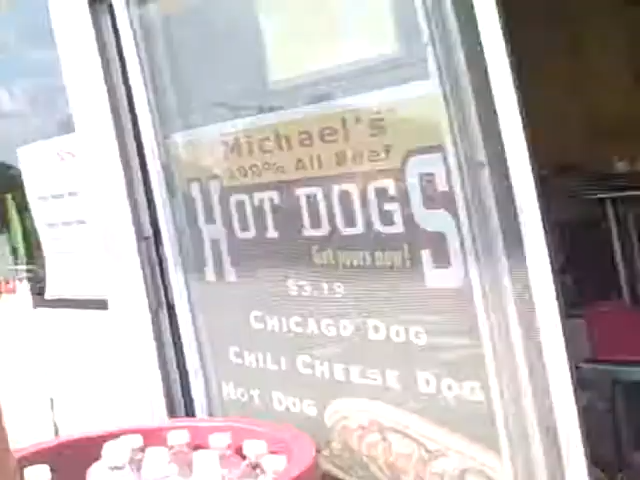 Michael's
100% All Beef
HOT DOGS
Get yours now!
$3.19
CHICAGO DOG
CHILI CHEESE DOG
HOT DOG